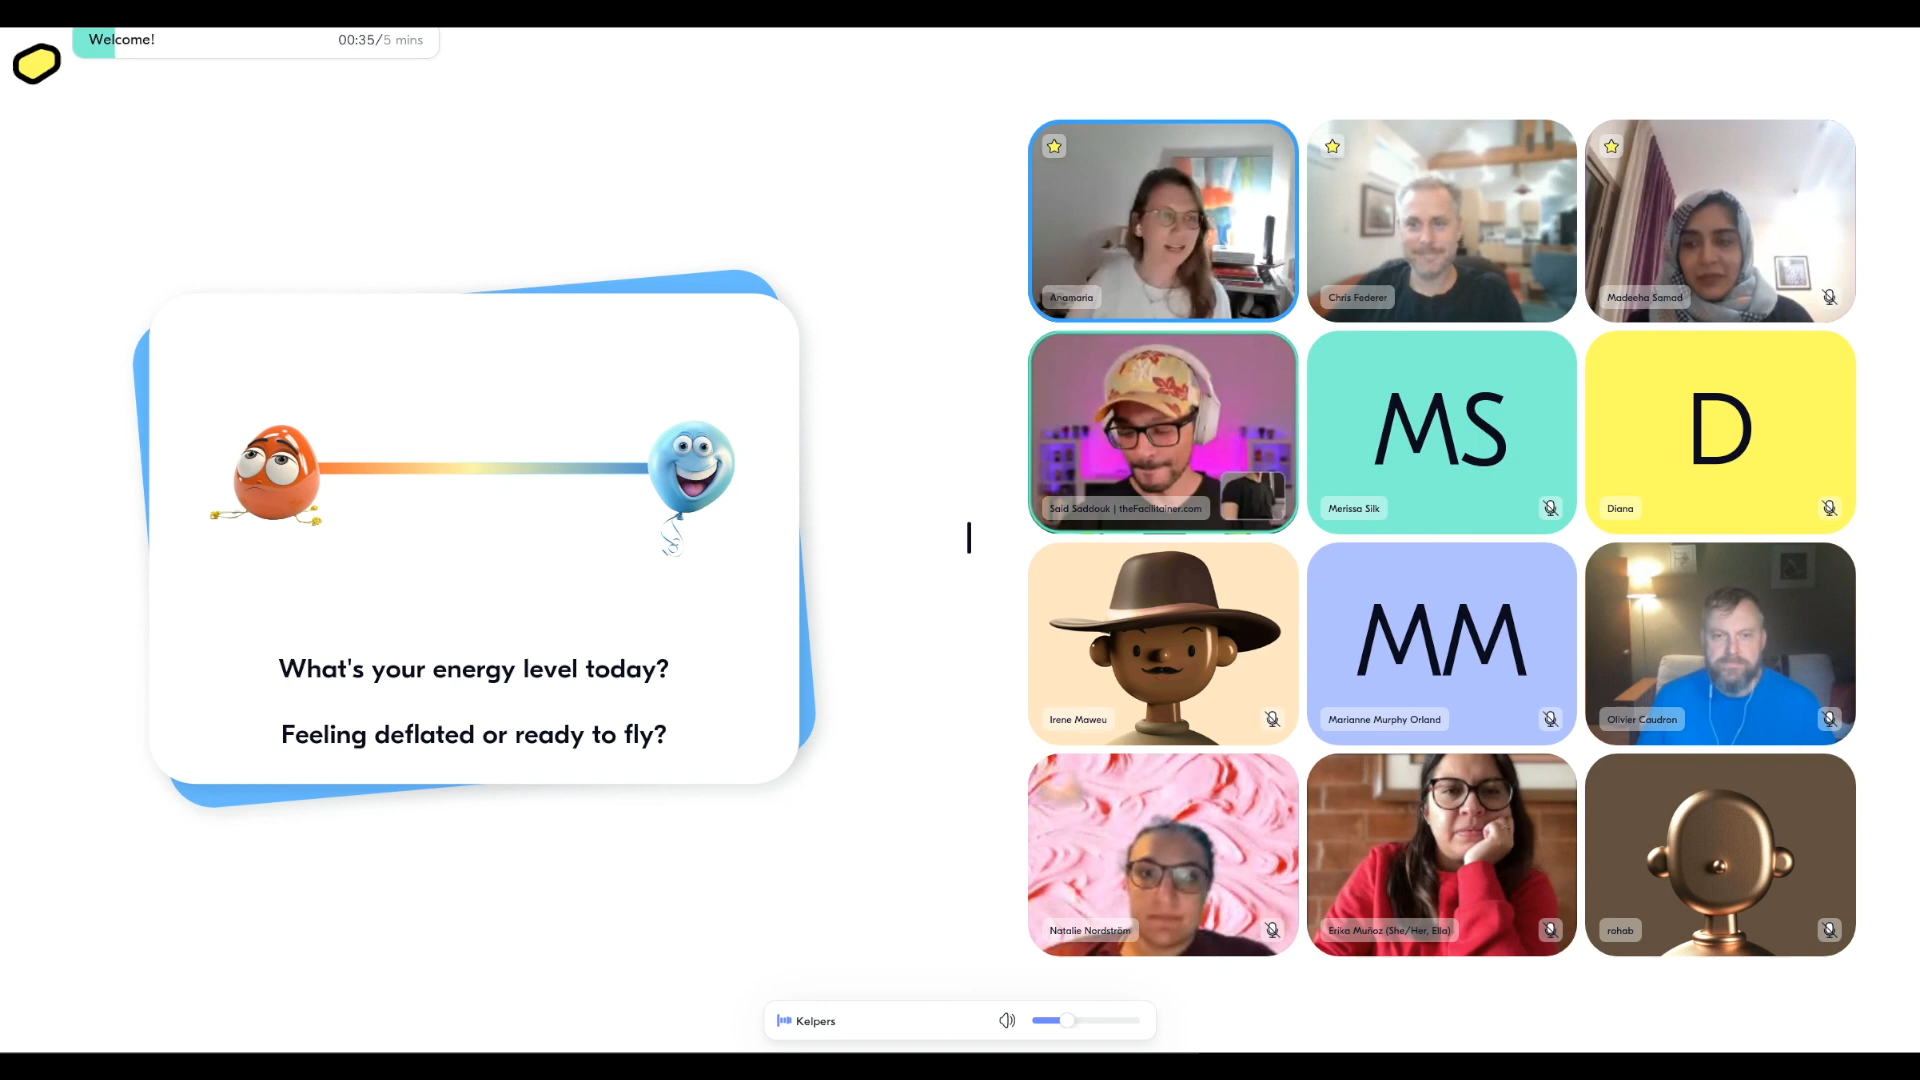 Welcome!
00:35/5 mins
What's your energy level today?
Feeling deflated or ready to fly?
Anamaria
Chris Federer
Madeeha Samad
Said Saddouk | theFacilitainer.com
MS
Merissa Silk
D
Diana
Irene Maweu
MM
Marianne Murphy Orland
Olivier Caudron
Natalie Nordström
Erika Muñoz (She/Her, Ella)
rohab
Kelpers